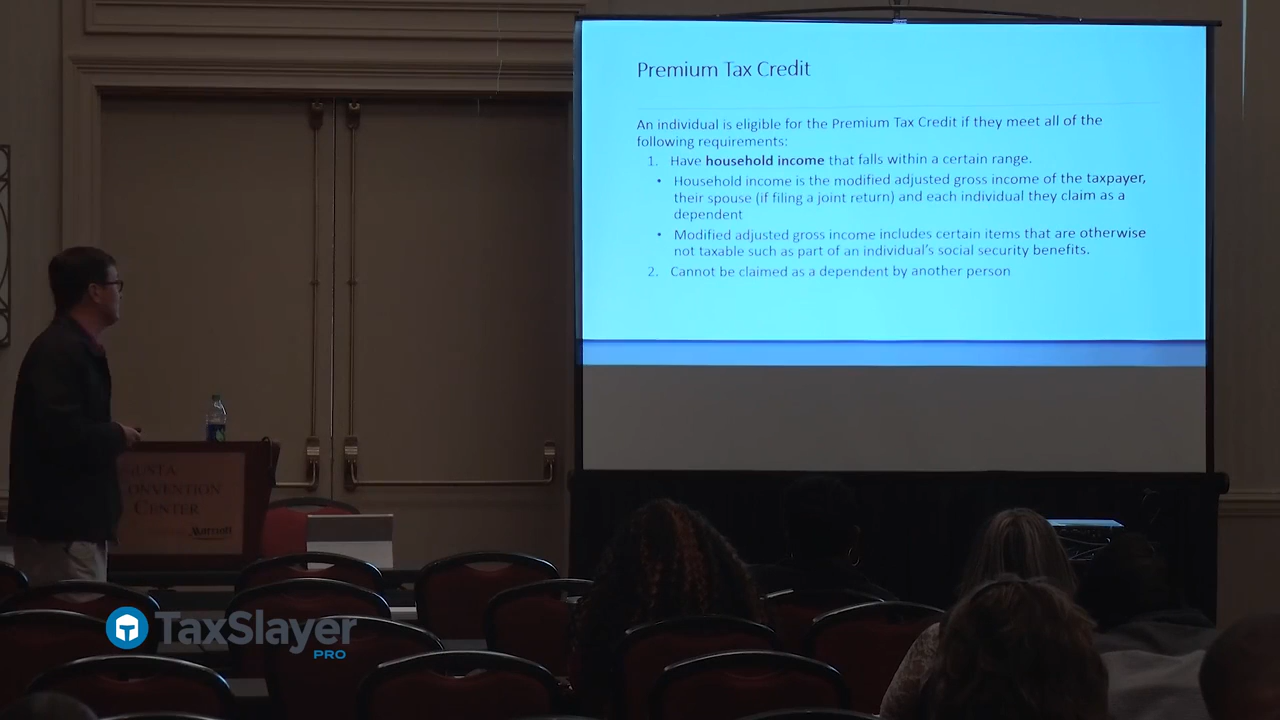 Premium Tax Credit
An individual is eligible for the Premium Tax Credit if they meet all of the
following requirements:
1. Have household income that falls within a certain range.
• Household income is the modified adjusted gross income of the taxpayer,
their spouse (if filing a joint return) and each individual they claim as a
dependent
• Modified adjusted gross income includes certain items that are otherwise
not taxable such as part of an individual's social security benefits.
2. Cannot be claimed as a dependent by another person
CENTER
Marriott
TaxSlayer
PRO